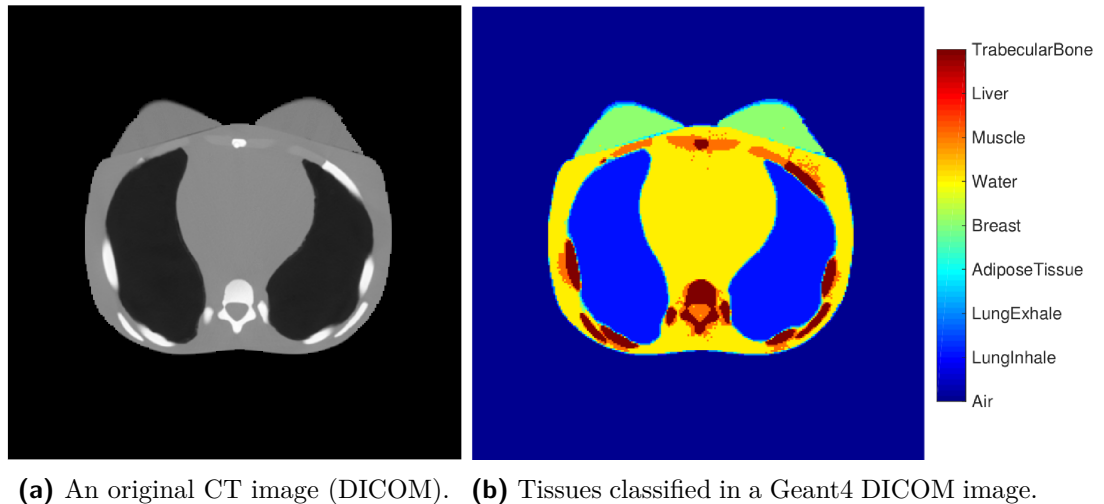 TrabecularBone
Liver
Muscle
Water
Breast
AdiposeTissue
LungExhale
LungInhale
Air
(a) An original CT image (DICOM).
(b) Tissues classified in a Geant4 DICOM image.